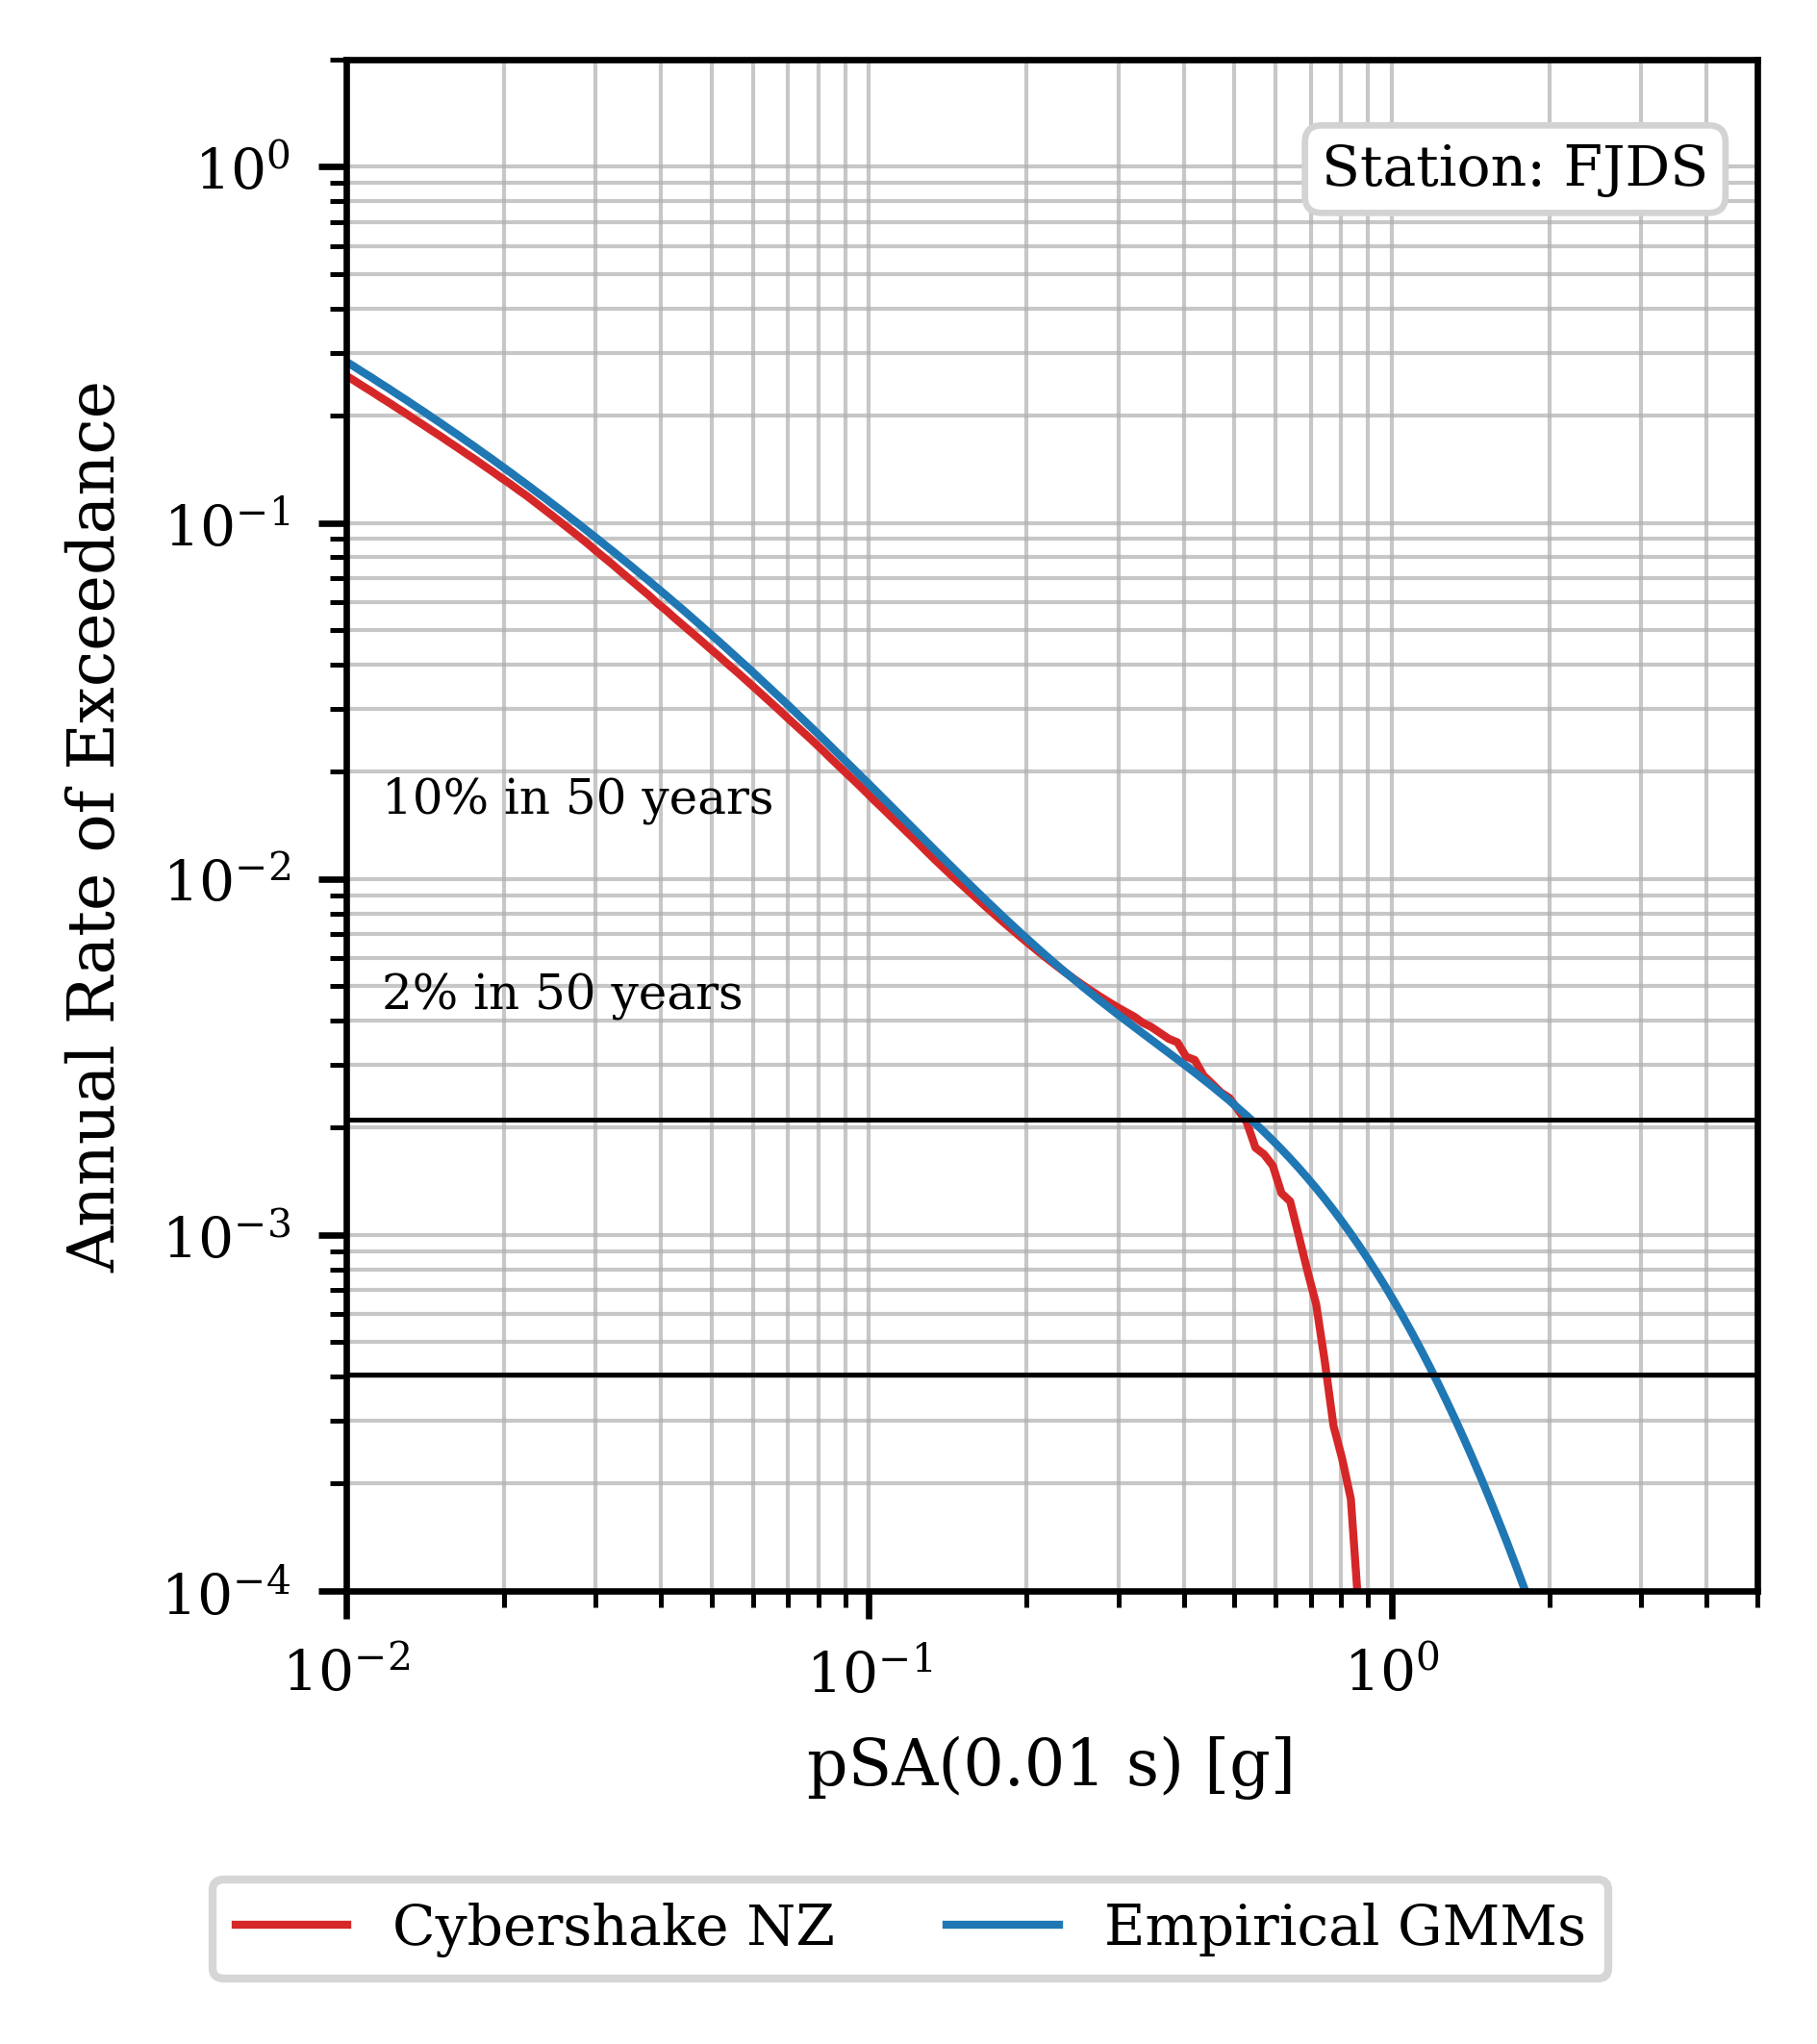 Station: FJDS
10⁰
10⁻¹
10⁻²
10⁻³
10⁻⁴
Annual Rate of Exceedance
10% in 50 years
2% in 50 years
10⁻²
10⁻¹
10⁰
pSA(0.01 s) [g]
Cybershake NZ
Empirical GMMs